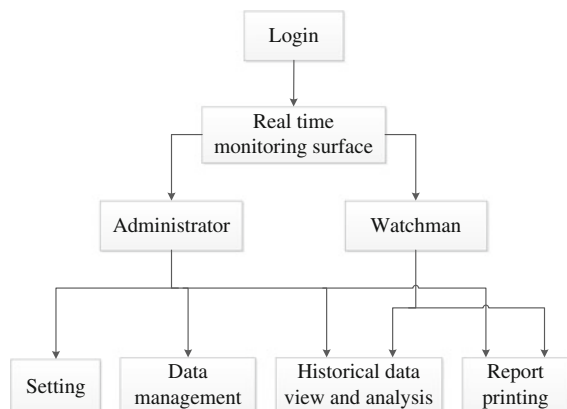 Login
Real time
monitoring surface
Administrator
Watchman
Setting
Data
management
Historical data
view and analysis
Report
printing